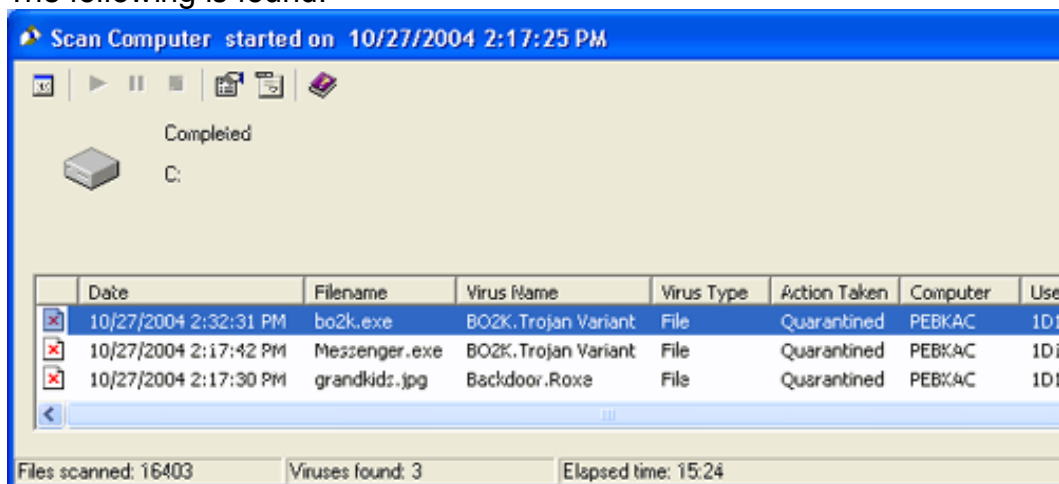 The following is found:
Scan Computer started on 10/27/2004 2:17:25 PM
Completed
C:
Date Filename Virus Name Virus Type Action Taken Computer Use
10/27/2004 2:32:31 PM bo2k.exe BO2K.Trojan Variant File Quarantined PEBKAC 1D1
10/27/2004 2:17:42 PM Messenger.exe BO2K.Trojan Variant File Quarantined PEBKAC
10/27/2004 2:17:30 PM grandkids.jpg Backdoor.Roxe File Quarantined PEBKAC 1D1
Files scanned: 16403 Viruses found: 3 Elapsed time: 15:24